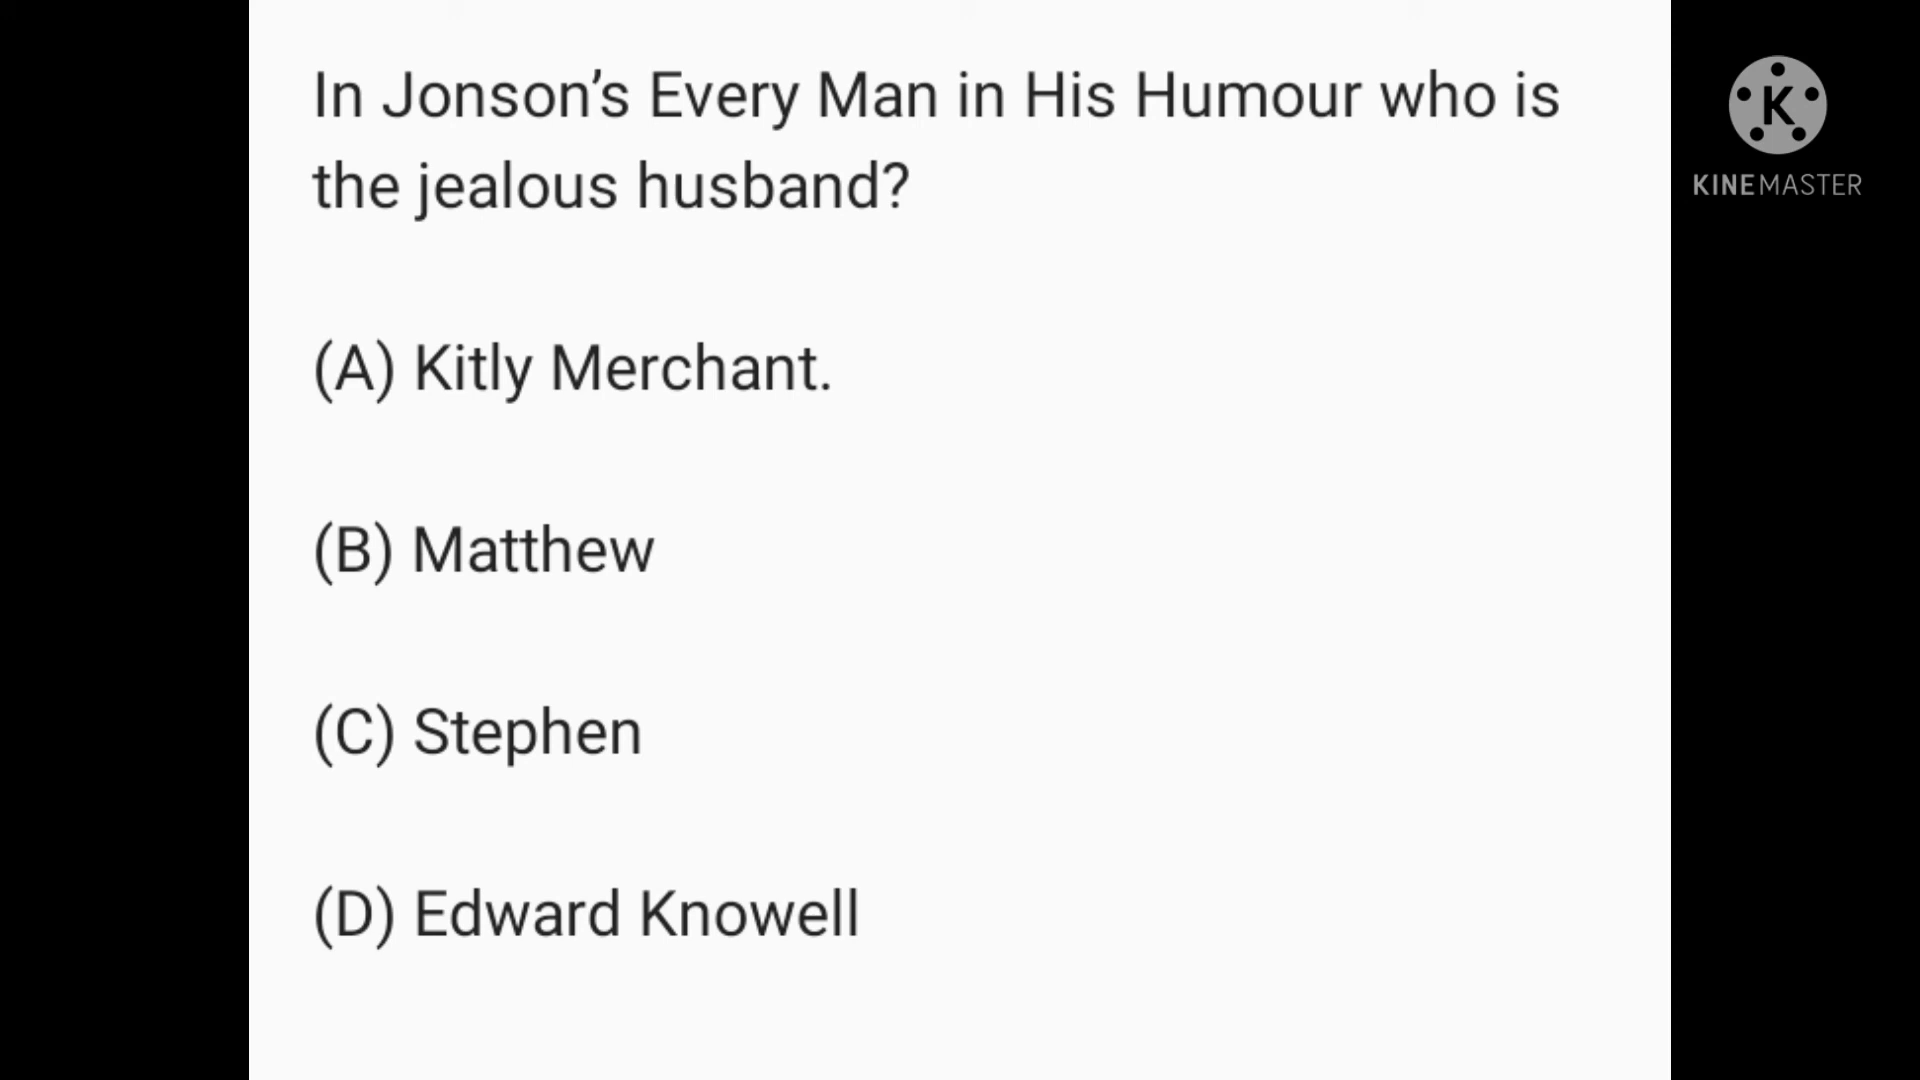 In Jonson’s Every Man in His Humour who is
the jealous husband?
(A) Kitly Merchant.
(B) Matthew
(C) Stephen
(D) Edward Knowell
K
KINEMASTER